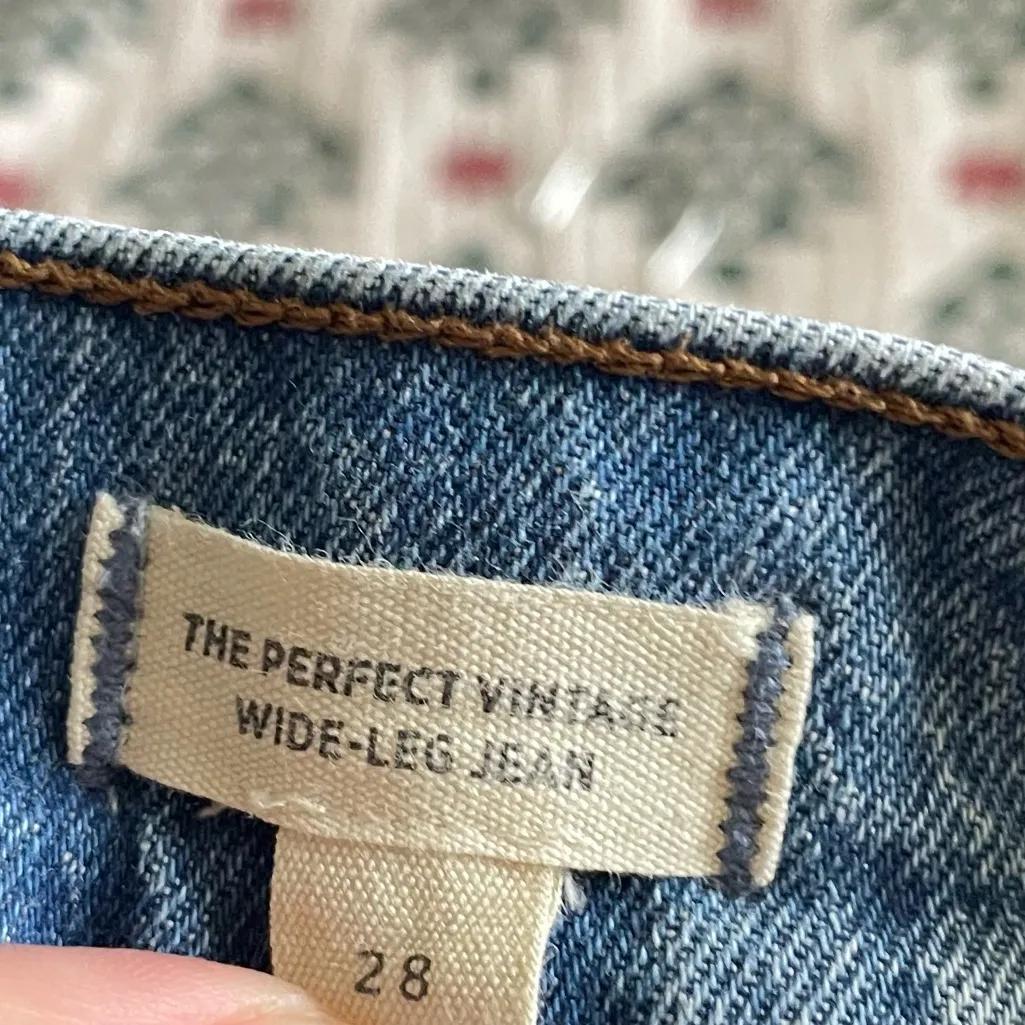 THE PERFECT VINTAGE
WIDE-LEG JEAN
28